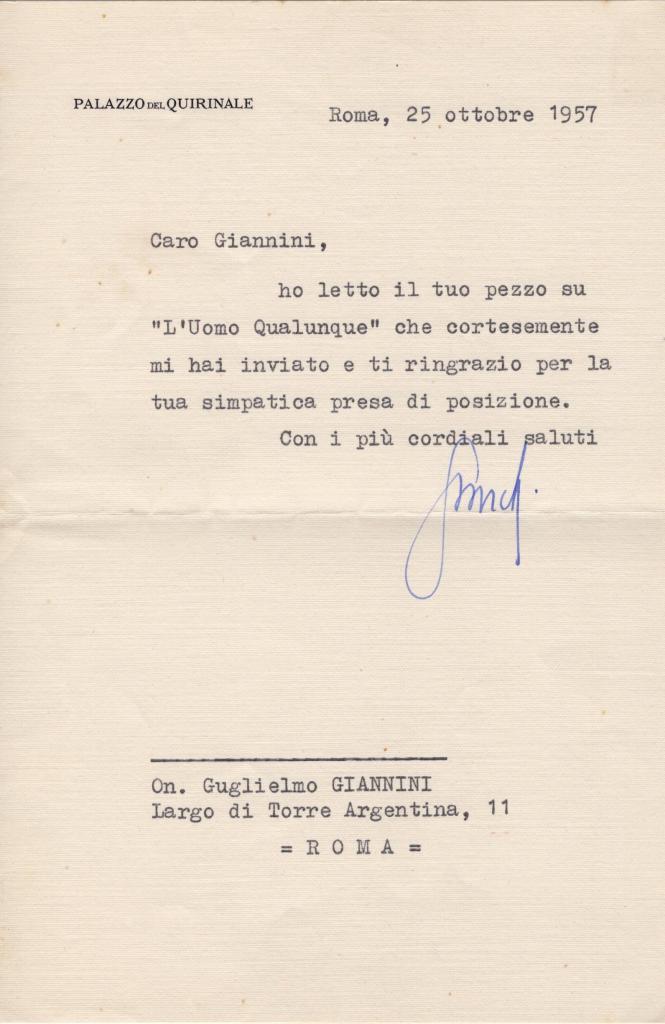 PALAZZO DEL QUIRINALE
Roma, 25 ottobre 1957
Caro Giannini,
ho letto il tuo pezzo su
"L'Uomo Qualunque" che cortesemente
mi hai inviato e ti ringrazio per la
tua simpatica presa di posizione.
Con i più cordiali saluti
On. Guglielmo GIANNINI
Largo di Torre Argentina, 11
= R O M A =